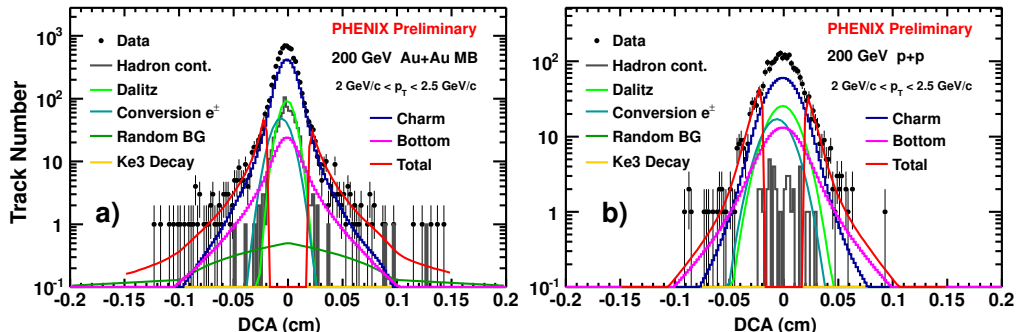 PHENIX Preliminary
200 GeV Au+Au MB
2 GeV/c < p_T < 2.5 GeV/c
Data
Hadron cont.
Dalitz
Conversion e±
Random BG
Ke3 Decay
Charm
Bottom
Total
a)
Track Number
10³
10²
10
1
10⁻¹
-0.2 -0.15 -0.1 -0.05 0 0.05 0.1 0.15 0.2
DCA (cm)
PHENIX Preliminary
200 GeV p+p
2 GeV/c < p_T < 2.5 GeV/c
Data
Hadron cont.
Dalitz
Conversion e±
Random BG
Ke3 Decay
Charm
Bottom
Total
b)
10²
10
1
10⁻¹
-0.2 -0.15 -0.1 -0.05 0 0.05 0.1 0.15 0.2
DCA (cm)